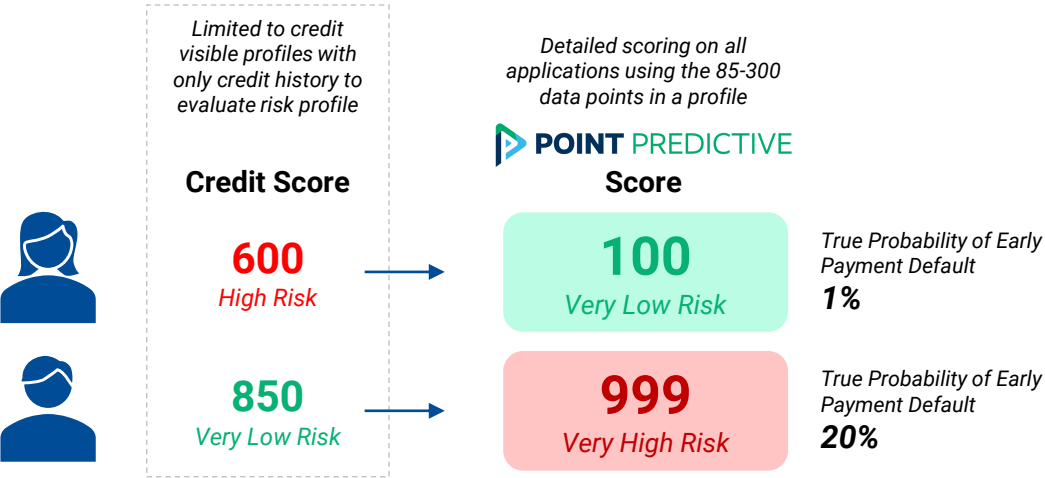 Limited to credit
visible profiles with
only credit history to
evaluate risk profile
Detailed scoring on all
applications using the 85-300
data points in a profile
POINT PREDICTIVE
Credit Score
Score
600
High Risk
100
Very Low Risk
True Probability of Early
Payment Default
1%
850
Very Low Risk
999
Very High Risk
True Probability of Early
Payment Default
20%